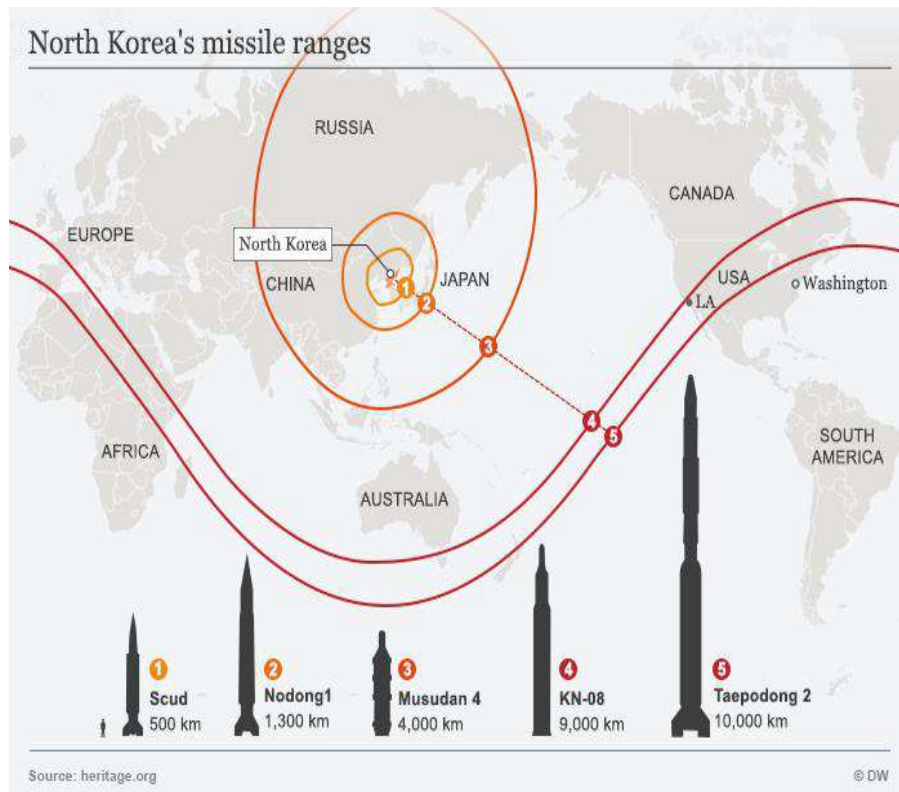 North Korea's missile ranges
RUSSIA
CANADA
EUROPE
North Korea
CHINA
JAPAN
USA
Washington
LA
1
2
3
4
5
AFRICA
SOUTH
AMERICA
AUSTRALIA
1
Scud
500 km
2
Nodong1
1,300 km
3
Musudan 4
4,000 km
4
KN-08
9,000 km
5
Taepodong 2
10,000 km
Source: heritage.org
© DW